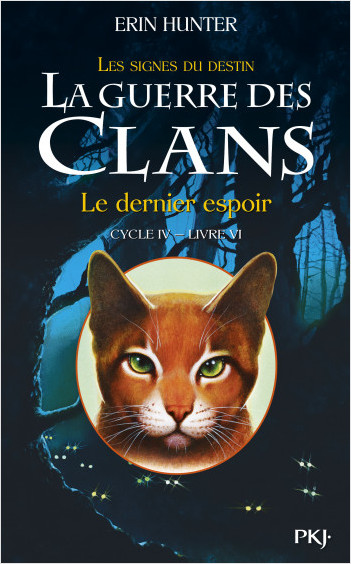 ERIN HUNTER
LES SIGNES DU DESTIN
LA GUERRE DES
CLANS
Le dernier espoir
CYCLE IV – LIVRE VI
PKJ.